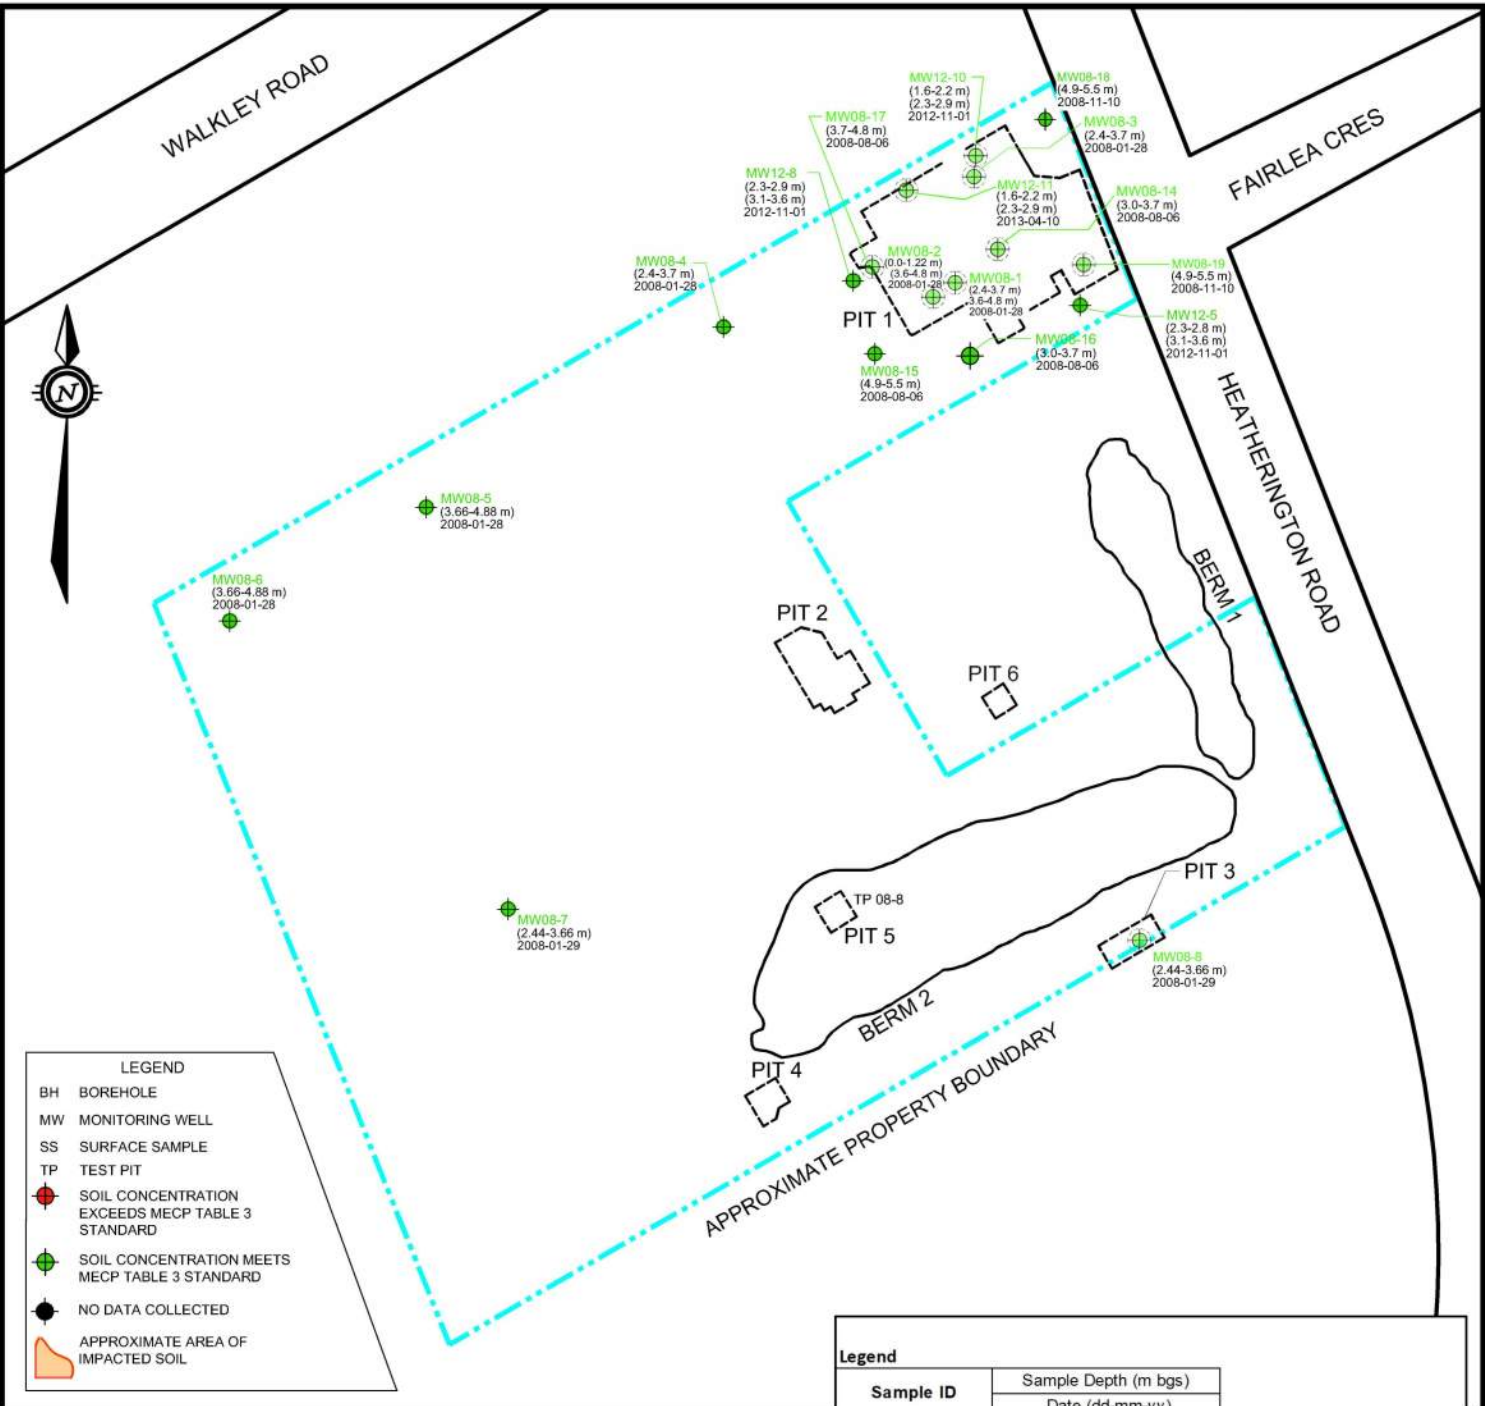 WALKLEY ROAD
MW12-10
(1.6-2.2 m)
(2.3-2.9 m)
2012-11-01
MW08-18
(4.9-5.5 m)
2008-11-10
MW08-17
(3.7-4.8 m)
2008-08-06
MW08-3
(2.4-3.7 m)
2008-01-28
FAIRLEA CRES
MW12-8
(2.3-2.9 m)
(3.1-3.6 m)
2012-11-01
MW12-11
(1.6-2.2 m)
(2.3-2.9 m)
2013-04-10
MW08-14
(3.0-3.7 m)
2008-08-06
MW08-4
(2.4-3.7 m)
2008-01-28
MW08-2
(0.0-1.22 m)
(3.6-4.8 m)
2008-01-28
MW08-1
(2.4-3.7 m)
3.6-4.8 m)
2008-01-28
MW08-19
(4.9-5.5 m)
2008-11-10
PIT 1
MW12-5
(2.3-2.8 m)
(3.1-3.6 m)
2012-11-01
MW08-16
(3.0-3.7 m)
2008-08-06
MW08-15
(4.9-5.5 m)
2008-08-06
N
HEATHERINGTON ROAD
MW08-5
(3.66-4.88 m)
2008-01-28
MW08-6
(3.66-4.88 m)
2008-01-28
BERM 1
PIT 2
PIT 6
PIT 3
TP 08-8
PIT 5
MW08-7
(2.44-3.66 m)
2008-01-29
MW08-8
(2.44-3.66 m)
2008-01-29
BERM 2
PIT 4
APPROXIMATE PROPERTY BOUNDARY
LEGEND
BH BOREHOLE
MW MONITORING WELL
SS SURFACE SAMPLE
TP TEST PIT
SOIL CONCENTRATION
EXCEEDS MECP TABLE 3
STANDARD
SOIL CONCENTRATION MEETS
MECP TABLE 3 STANDARD
NO DATA COLLECTED
APPROXIMATE AREA OF
IMPACTED SOIL
Legend
Sample ID
Sample Depth (m bgs)
Date (dd-mm-yy)